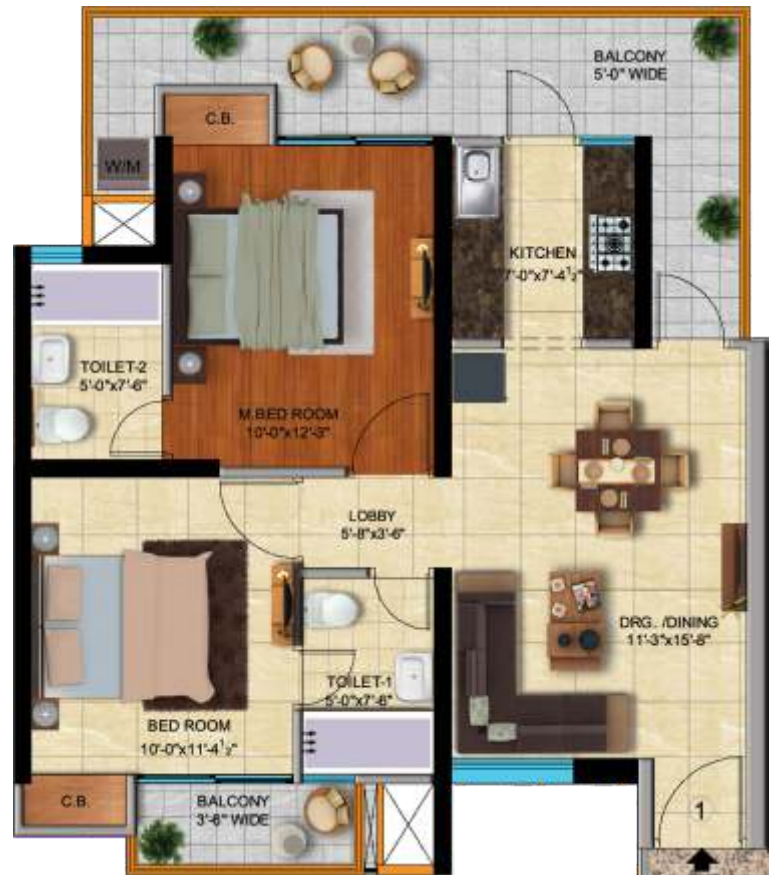 BALCONY
5'-0" WIDE
C.B.
W/M
KITCHEN
7'-0"x7'-4½"
TOILET-2
5'-0"x7'-6"
M.BED ROOM
10'-0"x12'-3"
LOBBY
5'-8"x3'-6"
DRG. /DINING
11'-3"x15'-8"
TOILET-1
5'-0"x7'-6"
BED ROOM
10'-0"x11'-4½"
C.B.
BALCONY
3'-6" WIDE
1